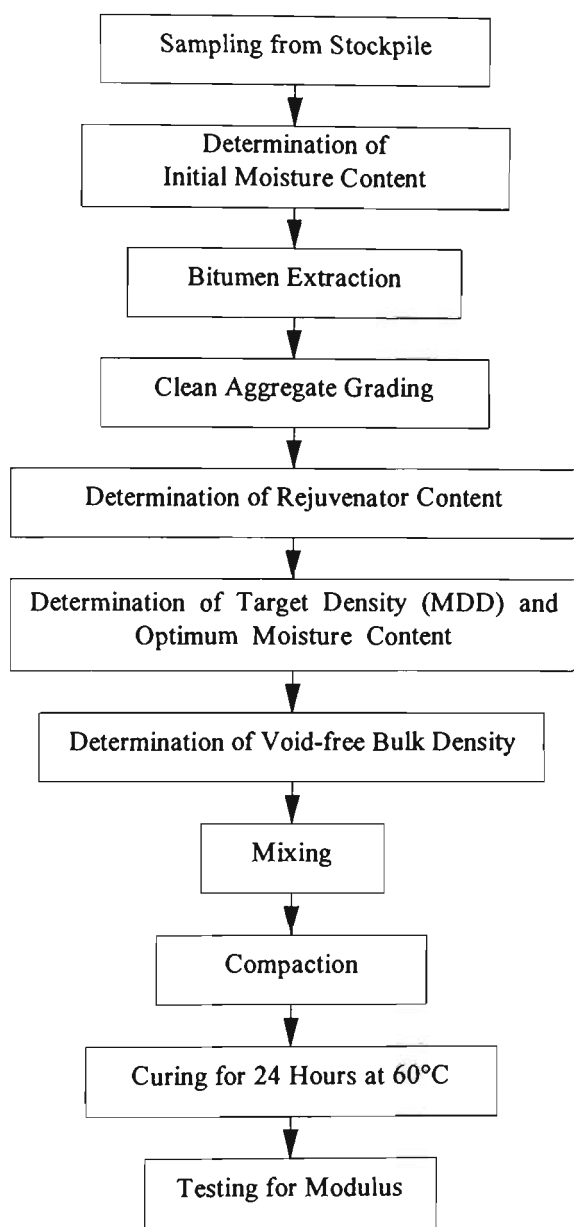 Sampling from Stockpile
Determination of
Initial Moisture Content
Bitumen Extraction
Clean Aggregate Grading
Determination of Rejuvenator Content
Determination of Target Density (MDD) and
Optimum Moisture Content
Determination of Void-free Bulk Density
Mixing
Compaction
Curing for 24 Hours at 60°C
Testing for Modulus